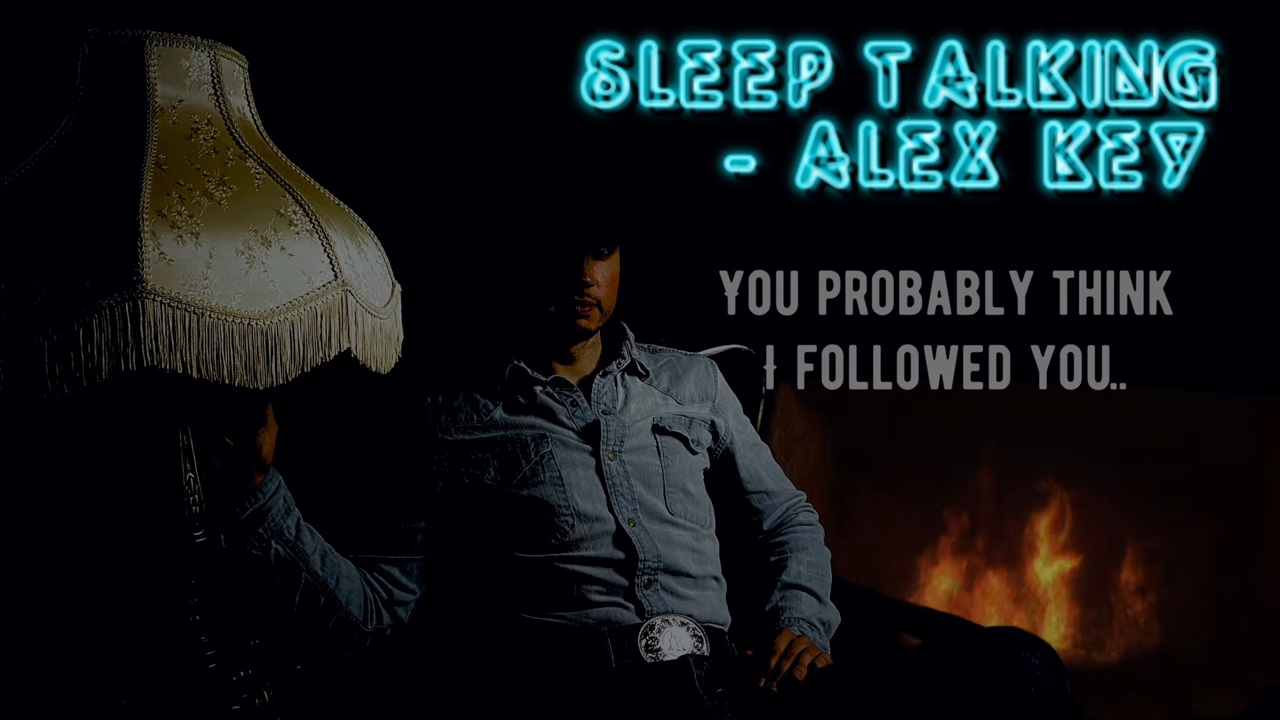 SLEEP TALKING
- ALEX KEY
YOU PROBABLY THINK
I FOLLOWED YOU..